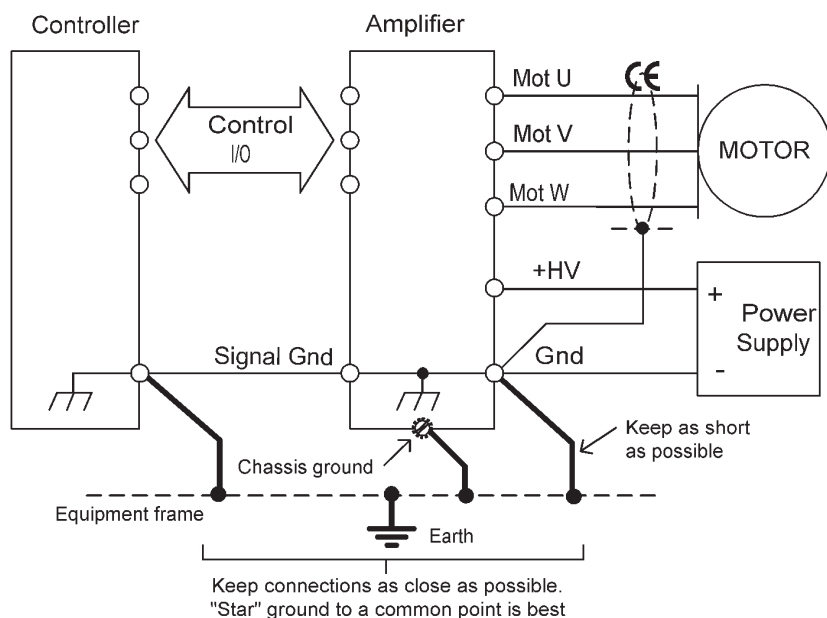 Controller
Amplifier
Control
I/O
Mot U
CE
Mot V
MOTOR
Mot W
+HV
+
Power
Supply
Signal Gnd
Gnd
-
Chassis ground
Keep as short
as possible
Equipment frame
Earth
Keep connections as close as possible.
"Star" ground to a common point is best